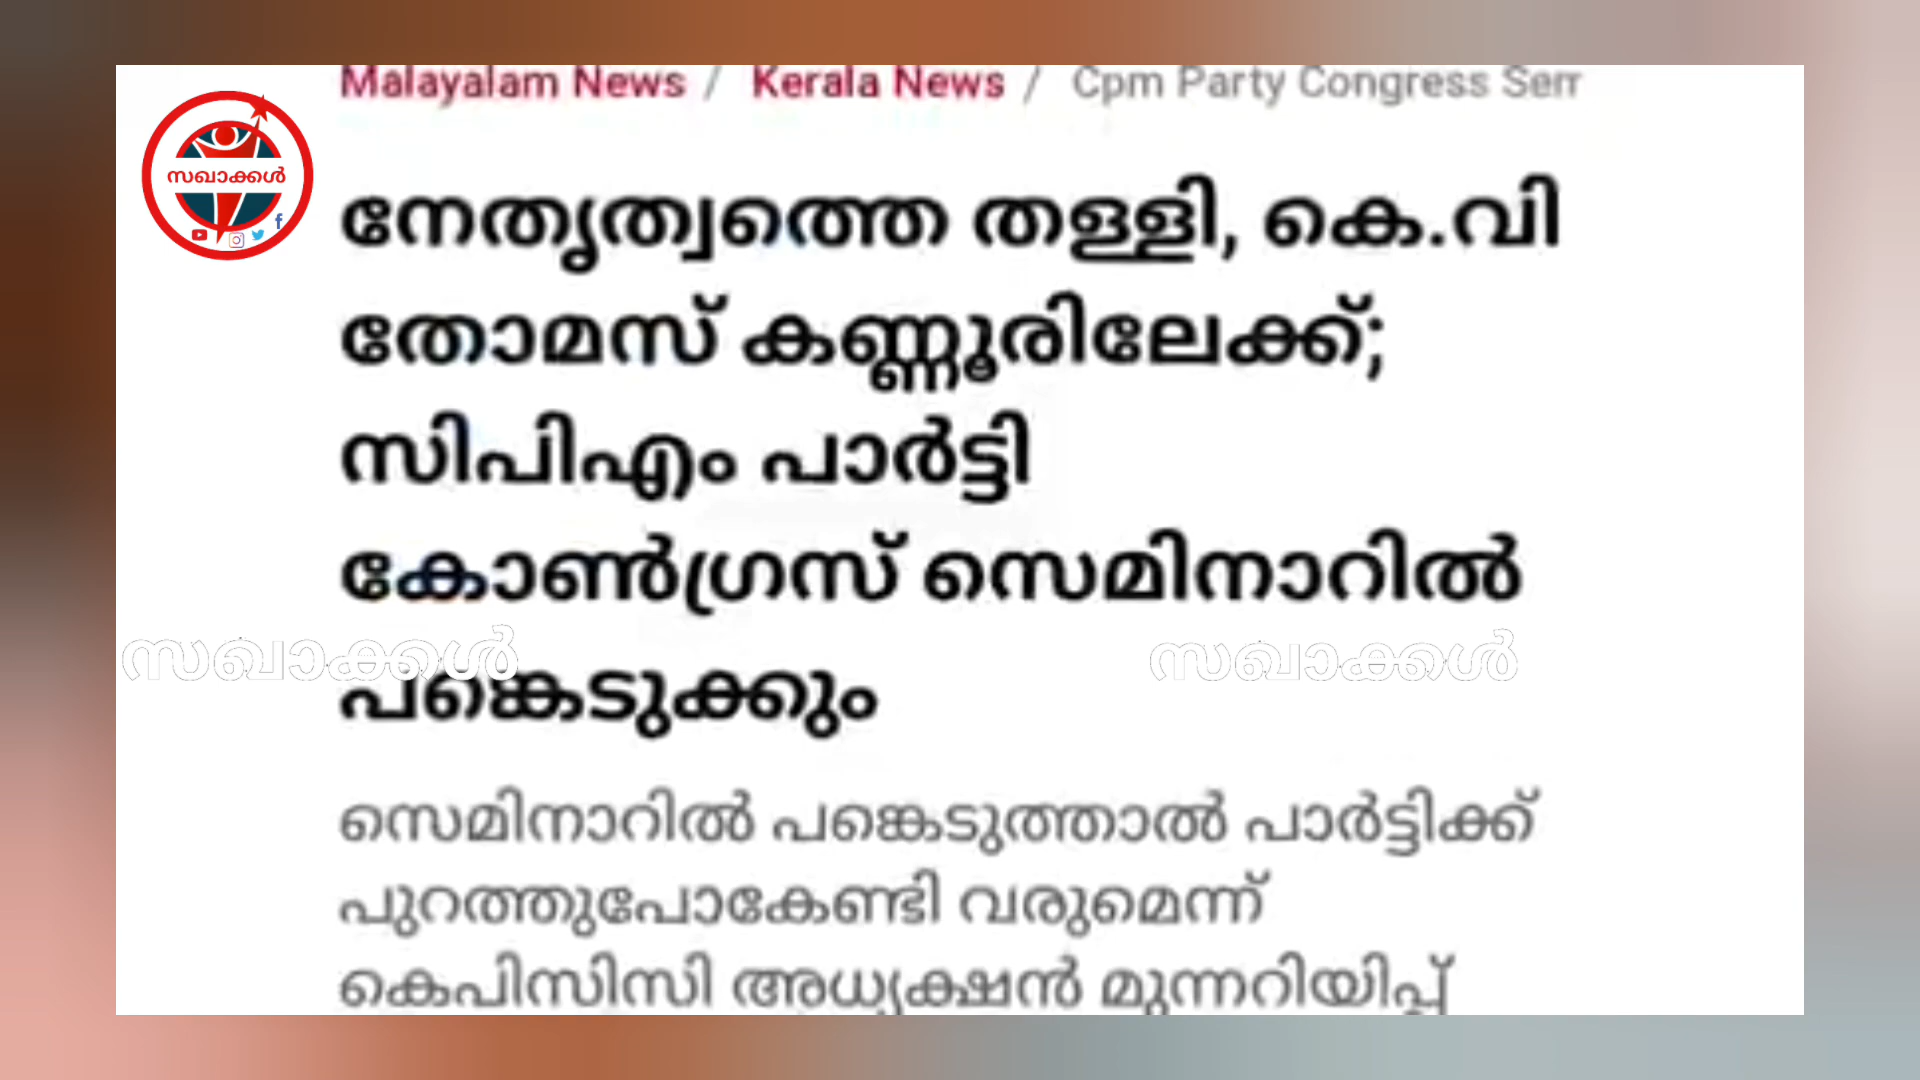 Malayalam News / Kerala News / Cpm Party Congress Sem
സഖാക്കൾ
നേതൃത്വത്തെ തള്ളി, കെ.വി
തോമസ് കണ്ണൂരിലേക്ക്;
സിപിഎം പാർട്ടി
കോൺഗ്രസ് സെമിനാറിൽ
സഖാക്കൾ സഖാക്കൾ
പങ്കെടുക്കും
സെമിനാറിൽ പങ്കെടുത്താൽ പാർട്ടിക്ക്
പുറത്തുപോകേണ്ടി വരുമെന്ന്
കെപിസിസി അധ്യക്ഷൻ മുന്നറിയിപ്പ്